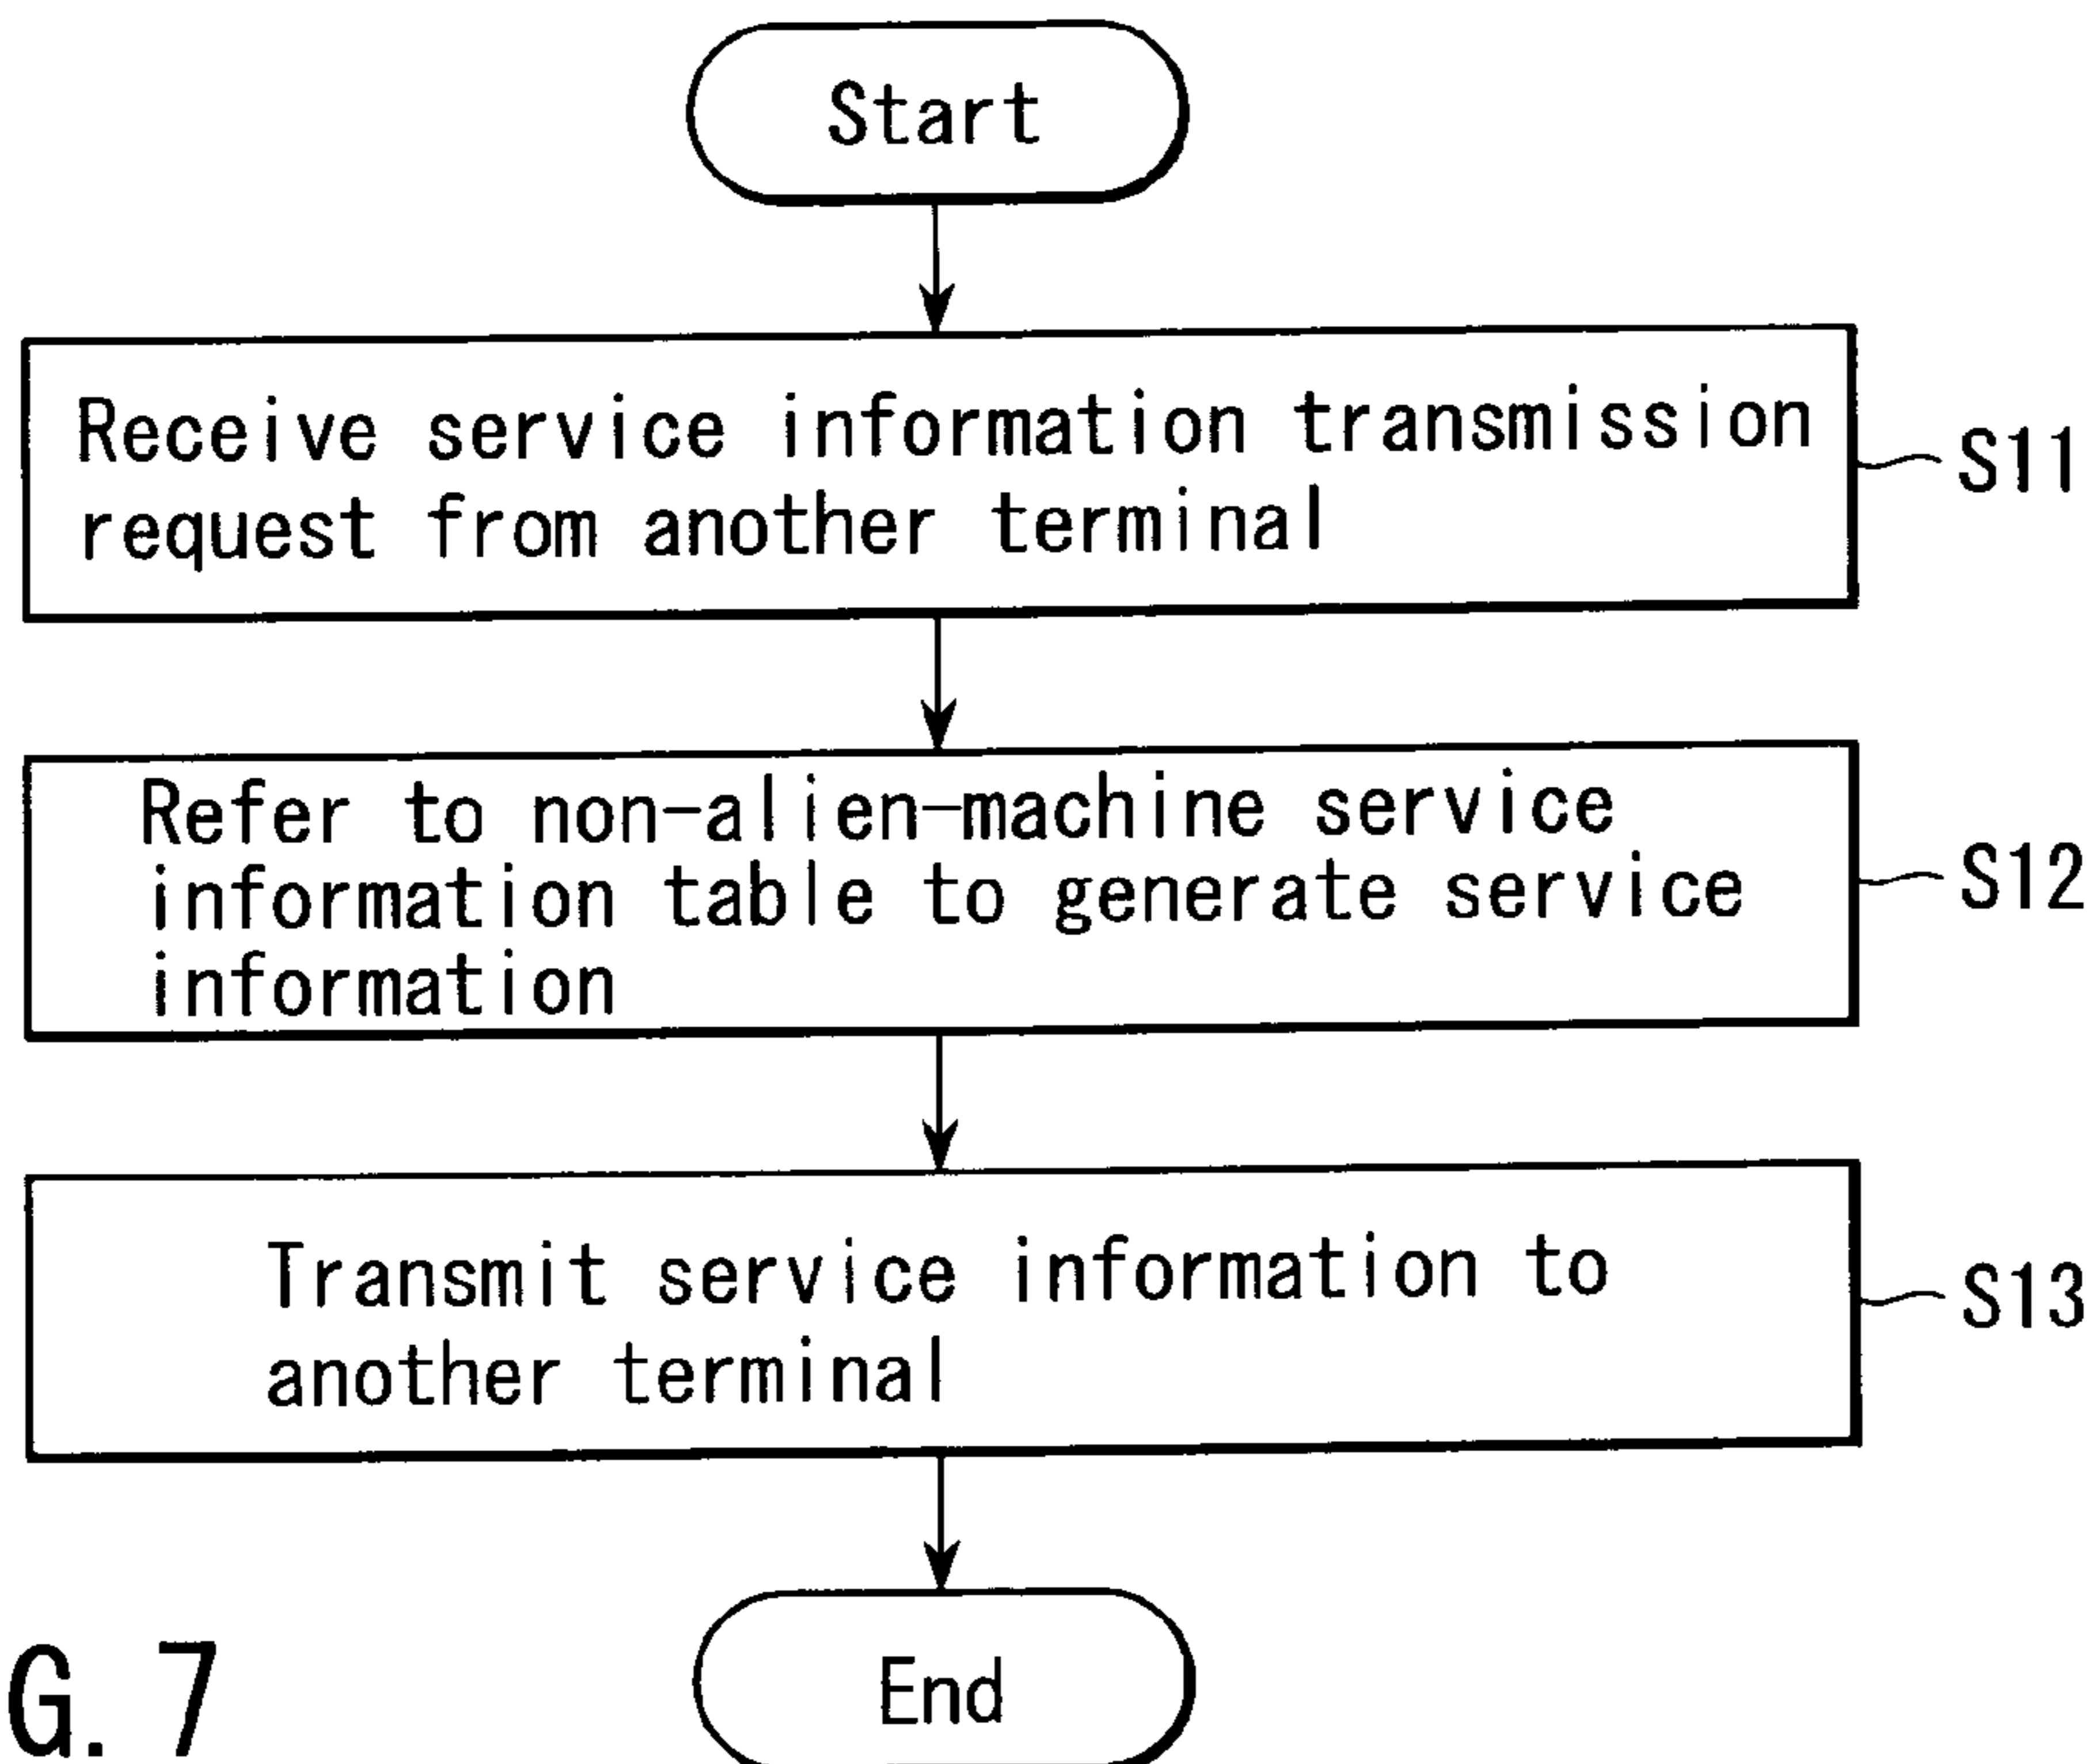 Start
Receive service information transmission
request from another terminal
S11
Refer to non-alien-machine service
information table to generate service
information
S12
Transmit service information to
another terminal
S13
End
G. 7